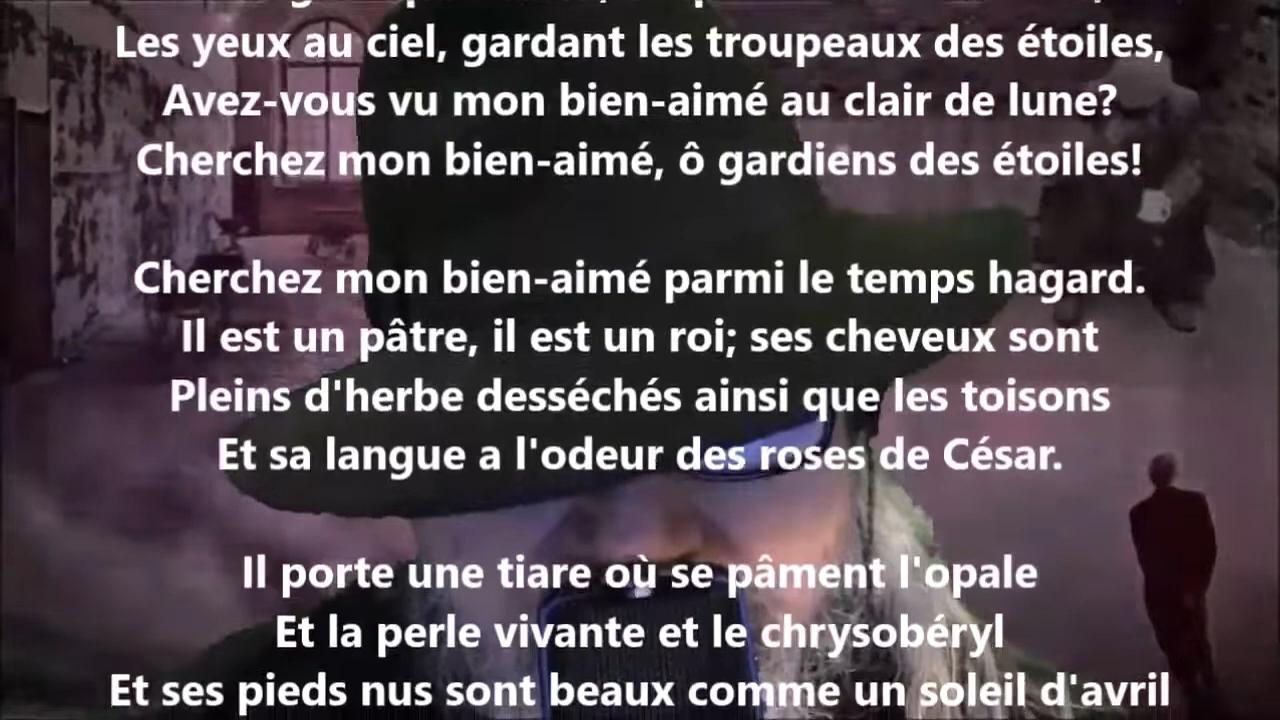 Les yeux au ciel, gardant les troupeaux des étoiles,
Avez-vous vu mon bien-aimé au clair de lune?
Cherchez mon bien-aimé, ô gardiens des étoiles!
Cherchez mon bien-aimé parmi le temps hagard.
Il est un pâtre, il est un roi; ses cheveux sont
Pleins d'herbe desséchés ainsi que les toisons
Et sa langue a l'odeur des roses de César.
Il porte une tiare où se pâment l'opale
Et la perle vivante et le chrysobéryl
Et ses pieds nus sont beaux comme un soleil d'avril